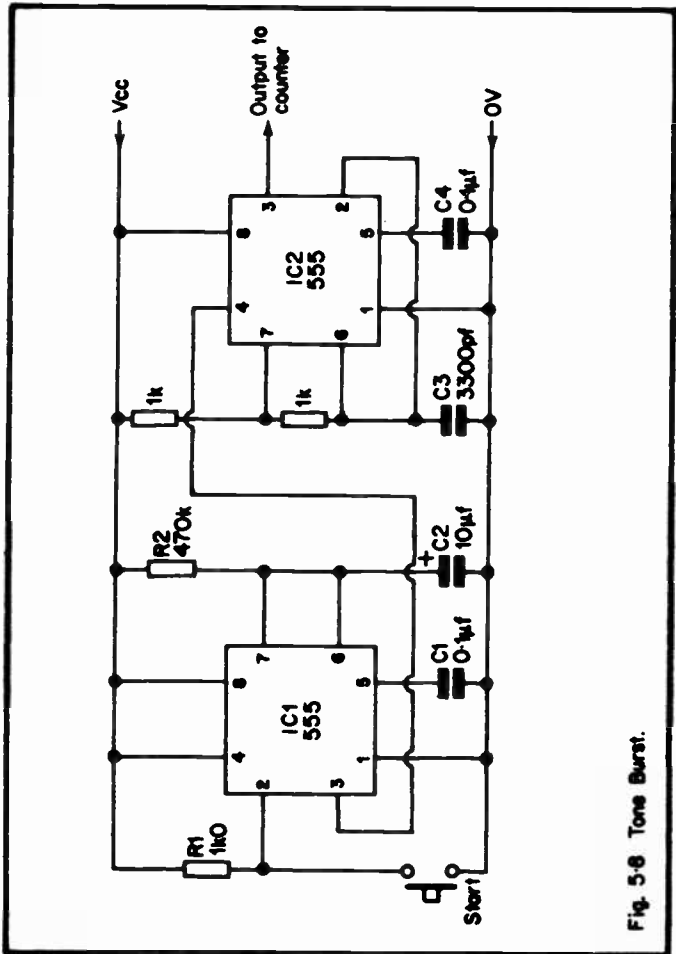 Vcc
R1
1k0
R2
470k
1k
4
8
2
7
IC1
555
3
6
1
5
Start
C1
0·1µf
+
C2
10µf
1k
4
8
7
3
IC2
555
6
2
1
5
Output to
counter
C3
3300pf
C4
0·1µf
0V
Fig. 5·8 Tone Burst.